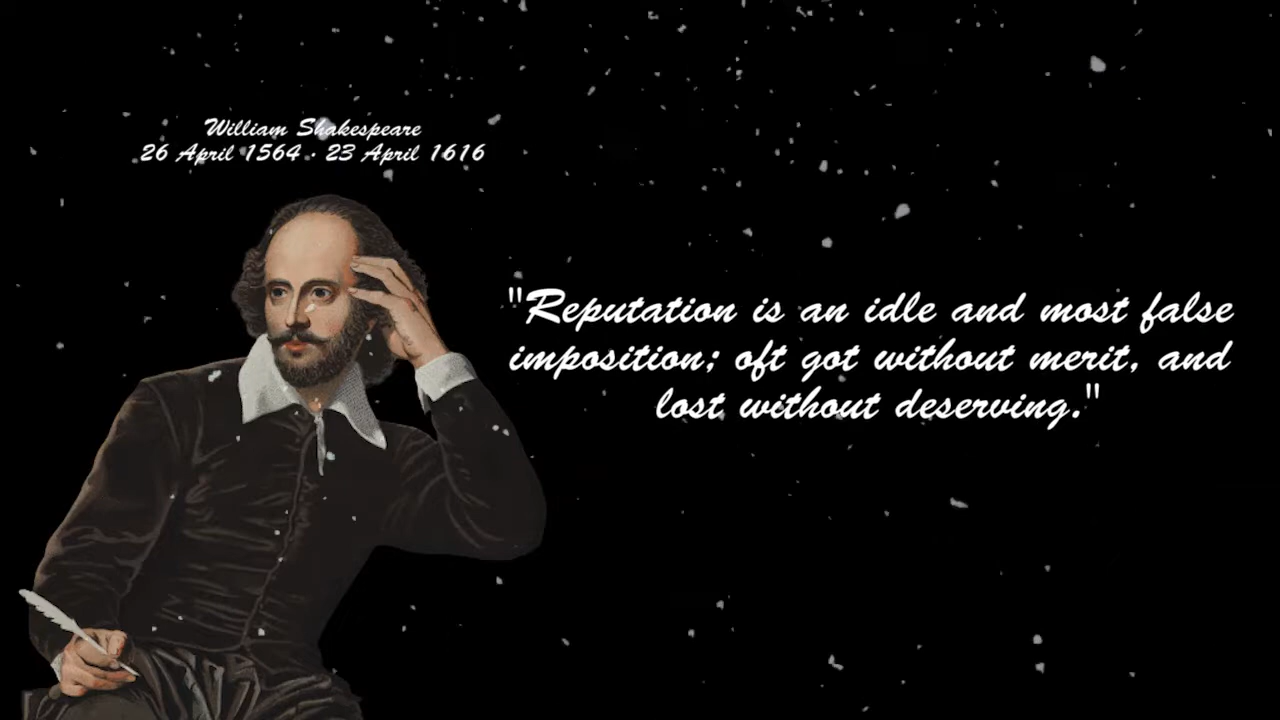 William Shakespeare
26 April 1564 · 23 April 1616
"Reputation is an idle and most false
imposition; oft got without merit, and
lost without deserving."